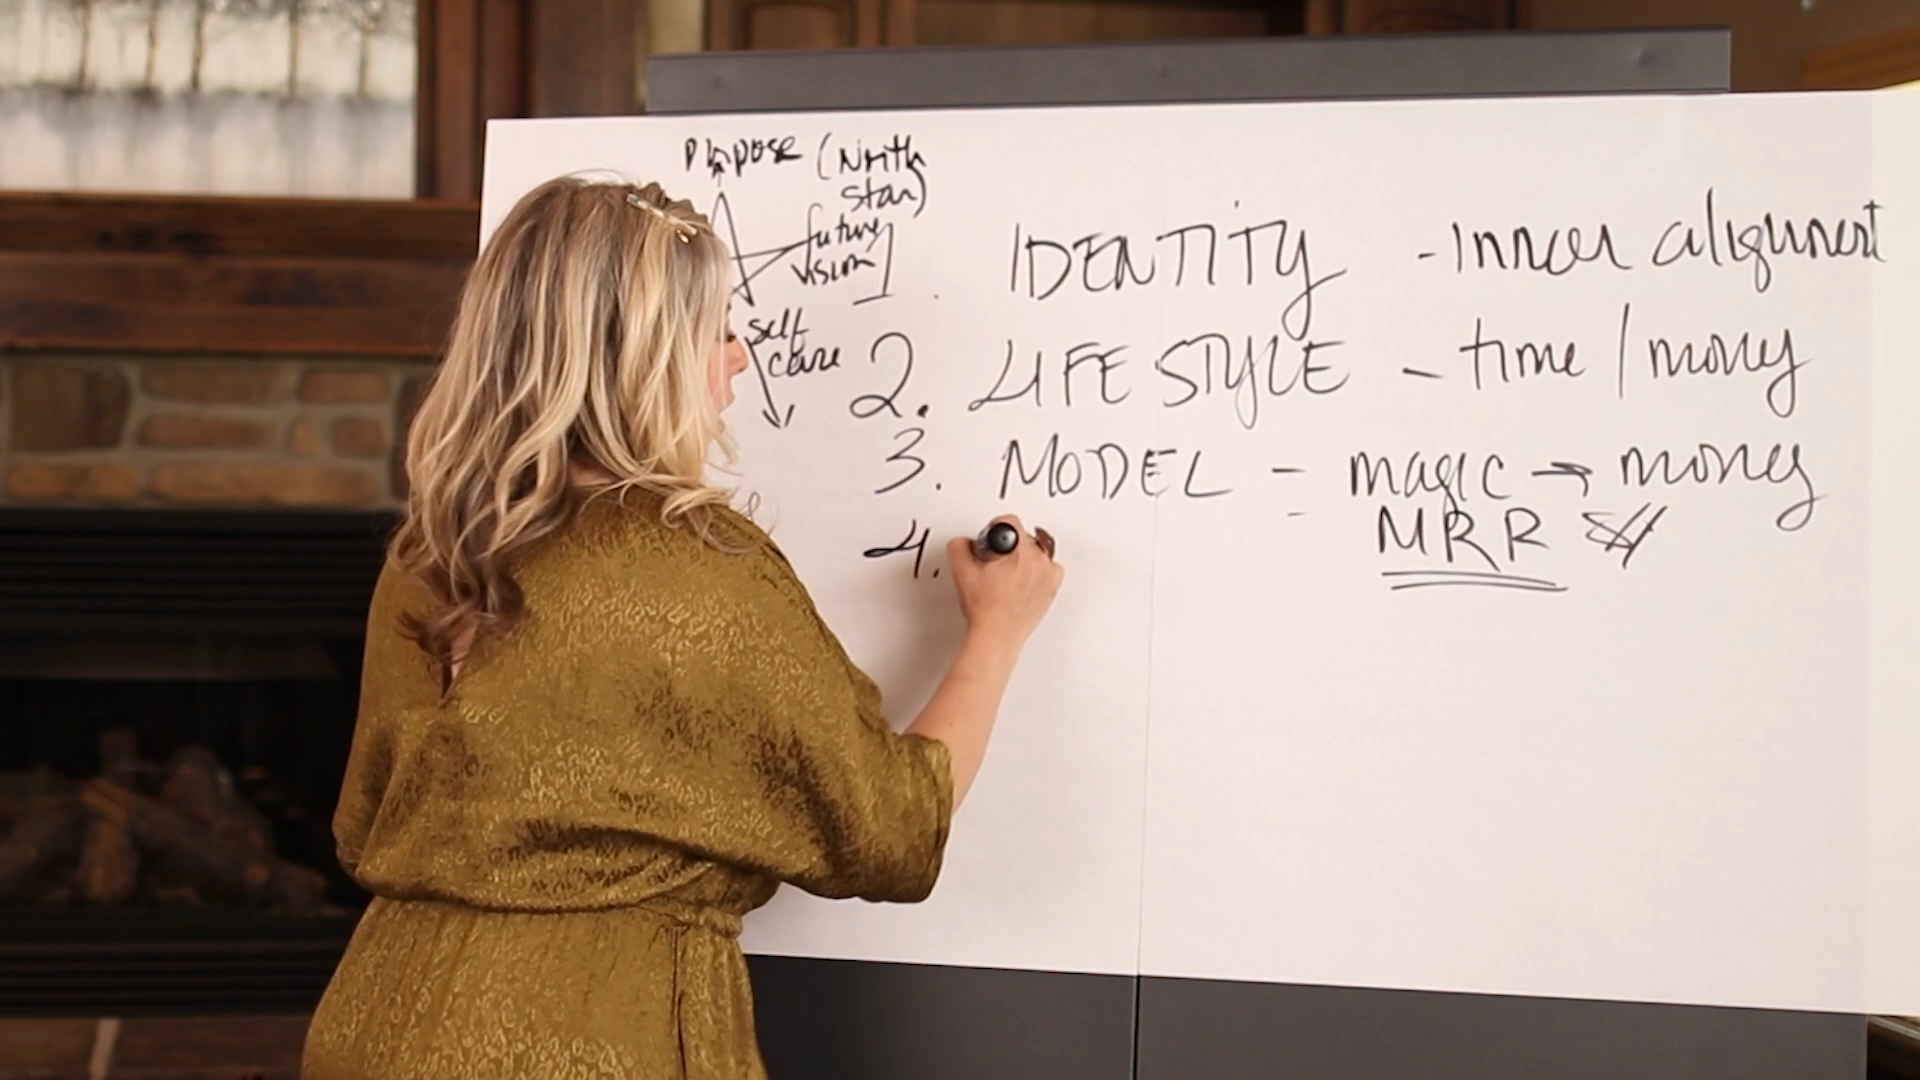 Purpose (North
star)
future
vision
self
care
1. IDENTITY - inner alignment
2. LIFESTYLE - time / money
3. MODEL - magic → money
MRR $
4.